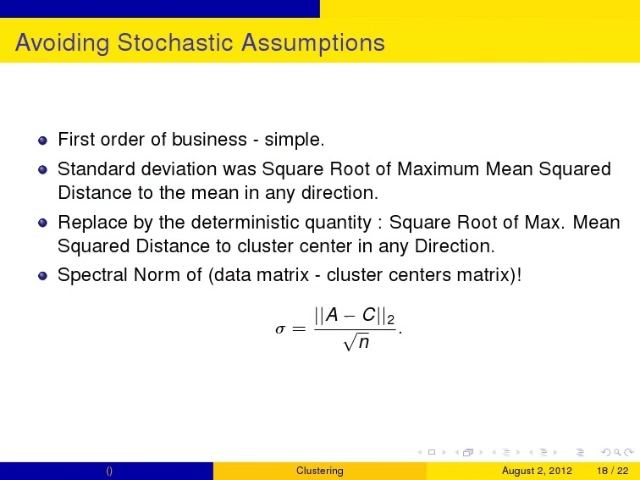 Avoiding Stochastic Assumptions
First order of business - simple.
Standard deviation was Square Root of Maximum Mean Squared
Distance to the mean in any direction.
Replace by the deterministic quantity : Square Root of Max. Mean
Squared Distance to cluster center in any Direction.
Spectral Norm of (data matrix - cluster centers matrix)!
σ = ||A − C||₂ / √n .
() Clustering August 2, 2012 18 / 22